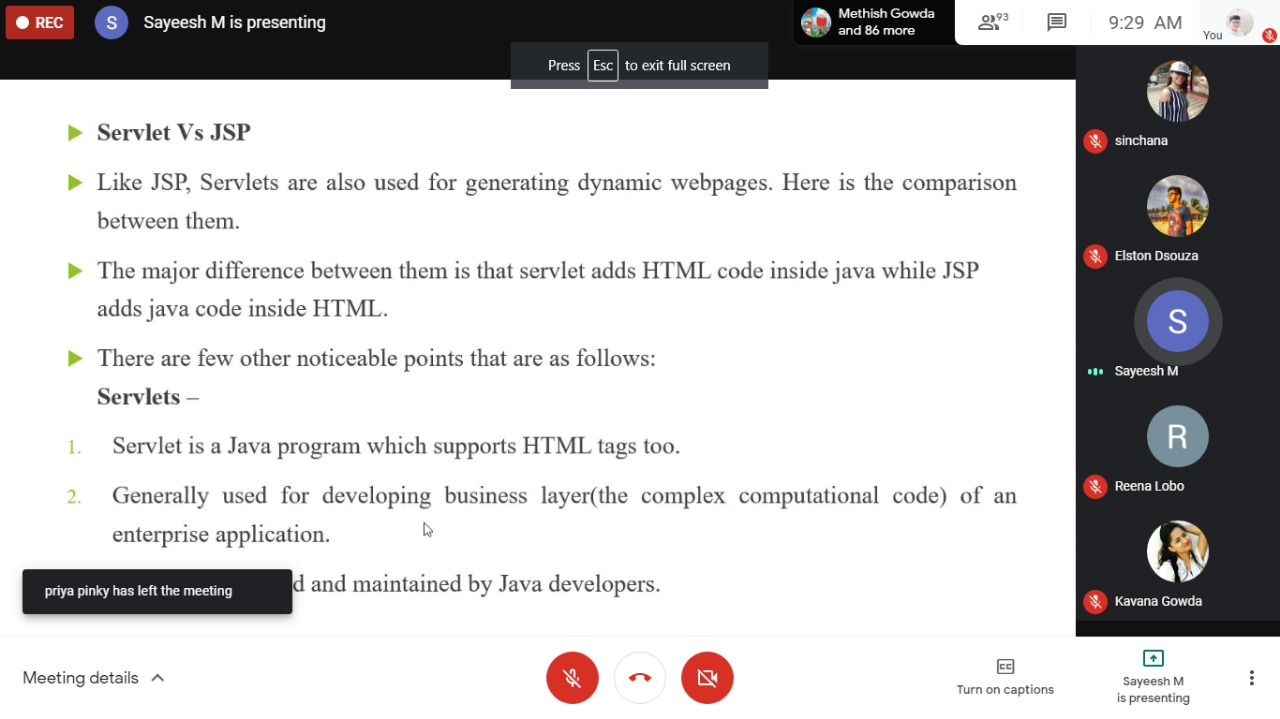 REC
S
Sayeesh M is presenting
Methish Gowda
and 86 more
93
9:29 AM
You
Press Esc to exit full screen
Servlet Vs JSP
Like JSP, Servlets are also used for generating dynamic webpages. Here is the comparison
between them.
The major difference between them is that servlet adds HTML code inside java while JSP
adds java code inside HTML.
There are few other noticeable points that are as follows:
Servlets –
1. Servlet is a Java program which supports HTML tags too.
2. Generally used for developing business layer(the complex computational code) of an
enterprise application.
d and maintained by Java developers.
priya pinky has left the meeting
sinchana
Elston Dsouza
S
Sayeesh M
R
Reena Lobo
Kavana Gowda
Meeting details
CC
Turn on captions
Sayeesh M
is presenting